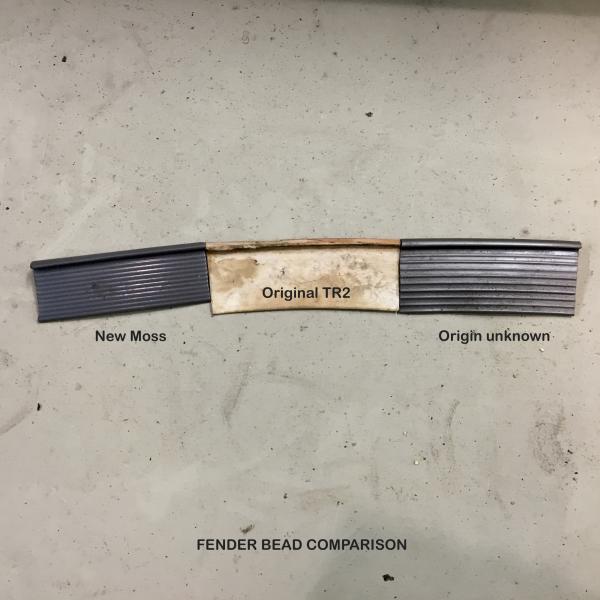 Original TR2
New Moss
Origin unknown
FENDER BEAD COMPARISON